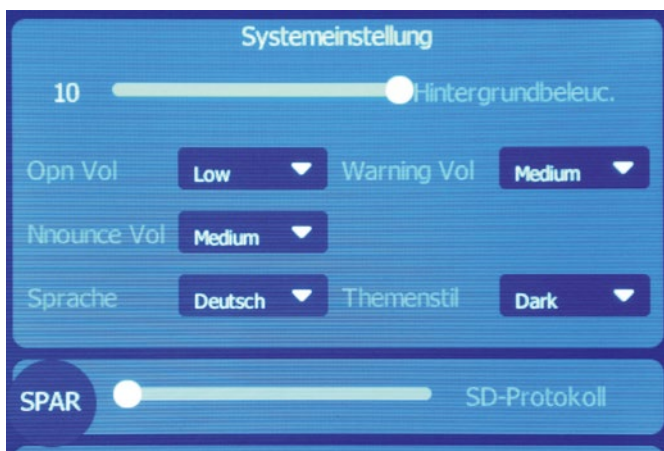 Systemeinstellung
10 Hintergrundbeleuc.
Opn Vol Low Warning Vol Medium
Nnounce Vol Medium
Sprache Deutsch Themenstil Dark
SPAR SD-Protokoll